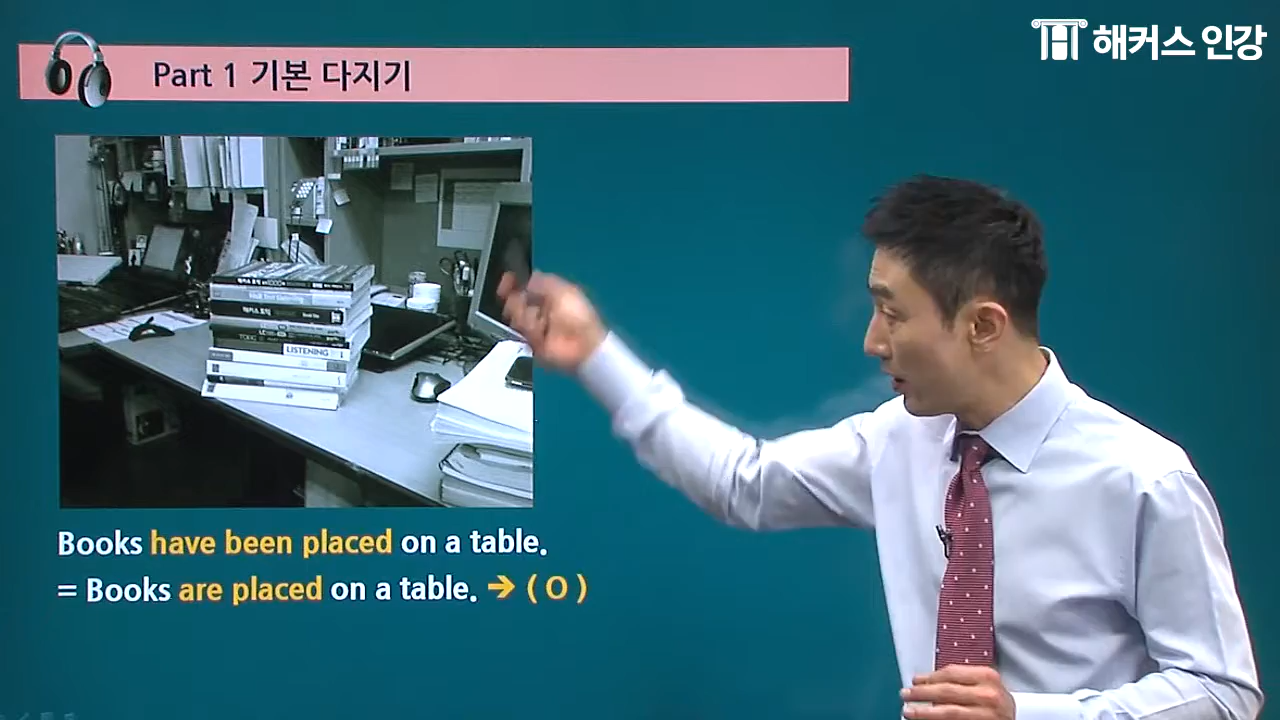 해커스 인강
Part 1 기본 다지기
LISTENING
Books have been placed on a table.
= Books are placed on a table. ➔ ( O )